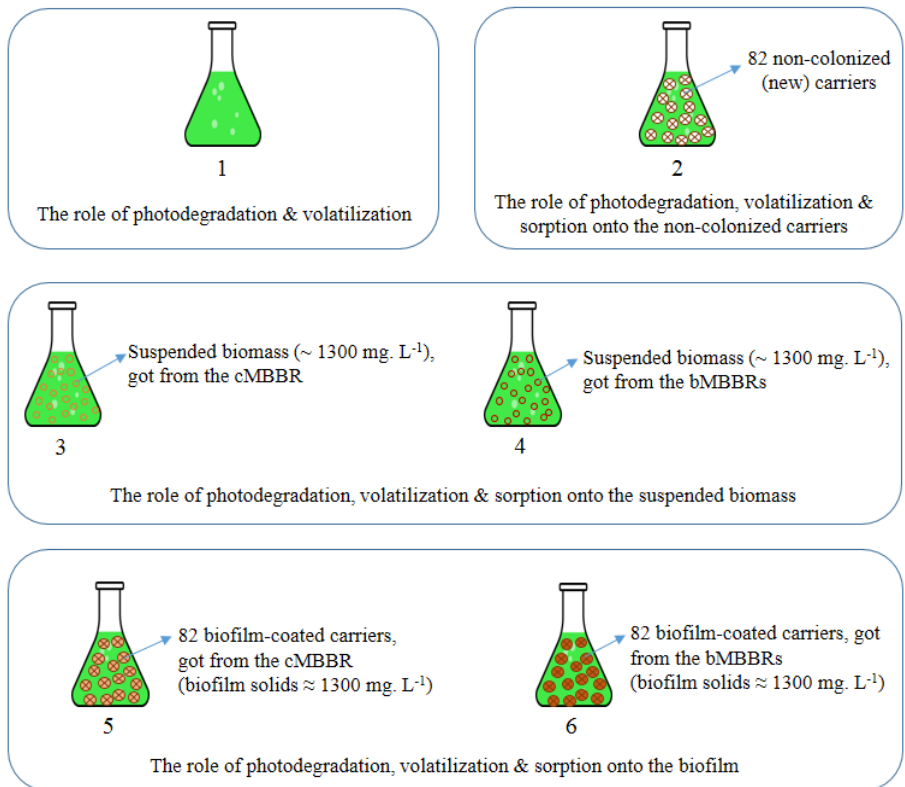 1
The role of photodegradation & volatilization
82 non-colonized
(new) carriers
2
The role of photodegradation, volatilization &
sorption onto the non-colonized carriers
Suspended biomass (~ 1300 mg. L⁻¹),
got from the cMBBR
3
Suspended biomass (~ 1300 mg. L⁻¹),
got from the bMBBRs
4
The role of photodegradation, volatilization & sorption onto the suspended biomass
82 biofilm-coated carriers,
got from the cMBBR
(biofilm solids ≈ 1300 mg. L⁻¹)
5
82 biofilm-coated carriers, got
from the bMBBRs
(biofilm solids ≈ 1300 mg. L⁻¹)
6
The role of photodegradation, volatilization & sorption onto the biofilm